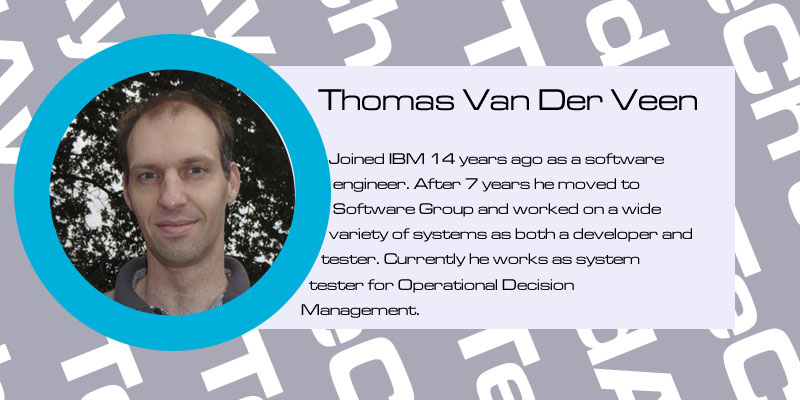 Thomas Van Der Veen
Joined IBM 14 years ago as a software
engineer. After 7 years he moved to
Software Group and worked on a wide
variety of systems as both a developer and
tester. Currently he works as system
tester for Operational Decision
Management.